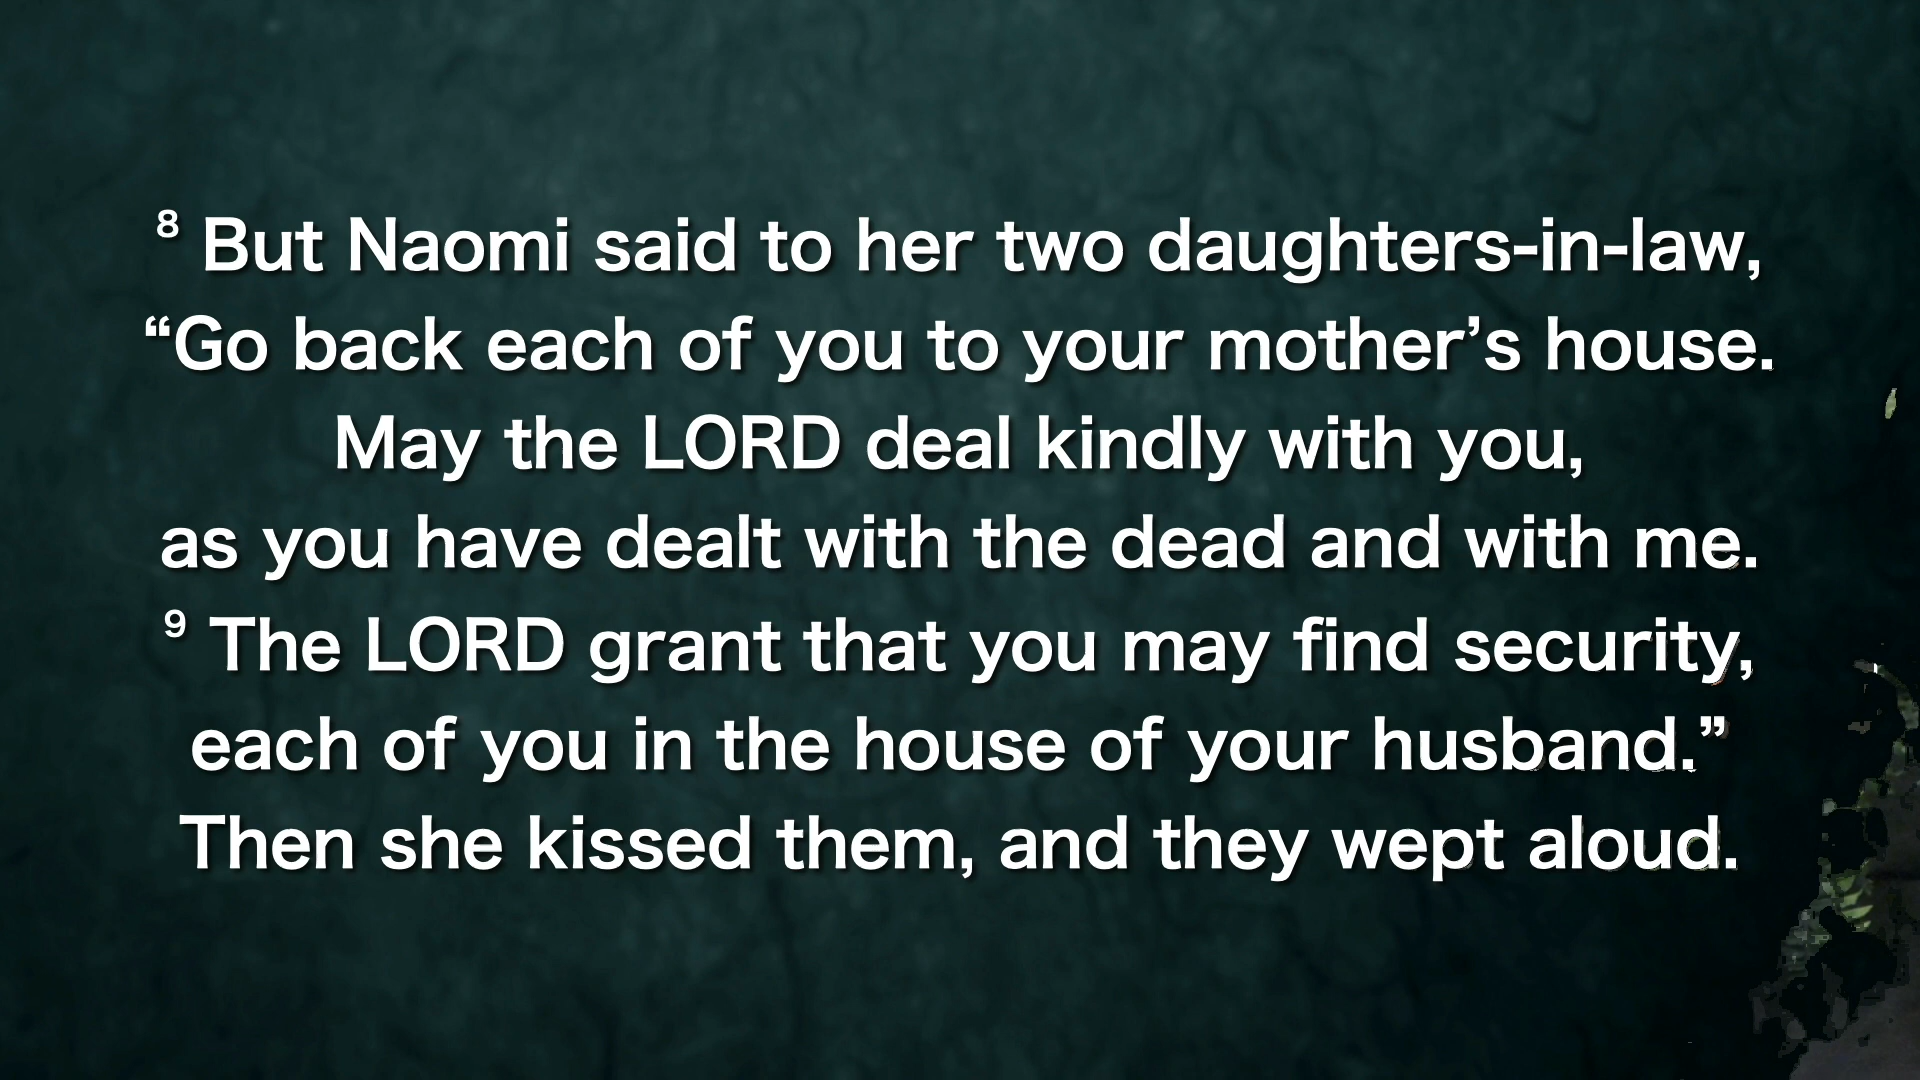 8 But Naomi said to her two daughters-in-law,
“Go back each of you to your mother’s house.
May the LORD deal kindly with you,
as you have dealt with the dead and with me.
9 The LORD grant that you may find security,
each of you in the house of your husband.”
Then she kissed them, and they wept aloud.